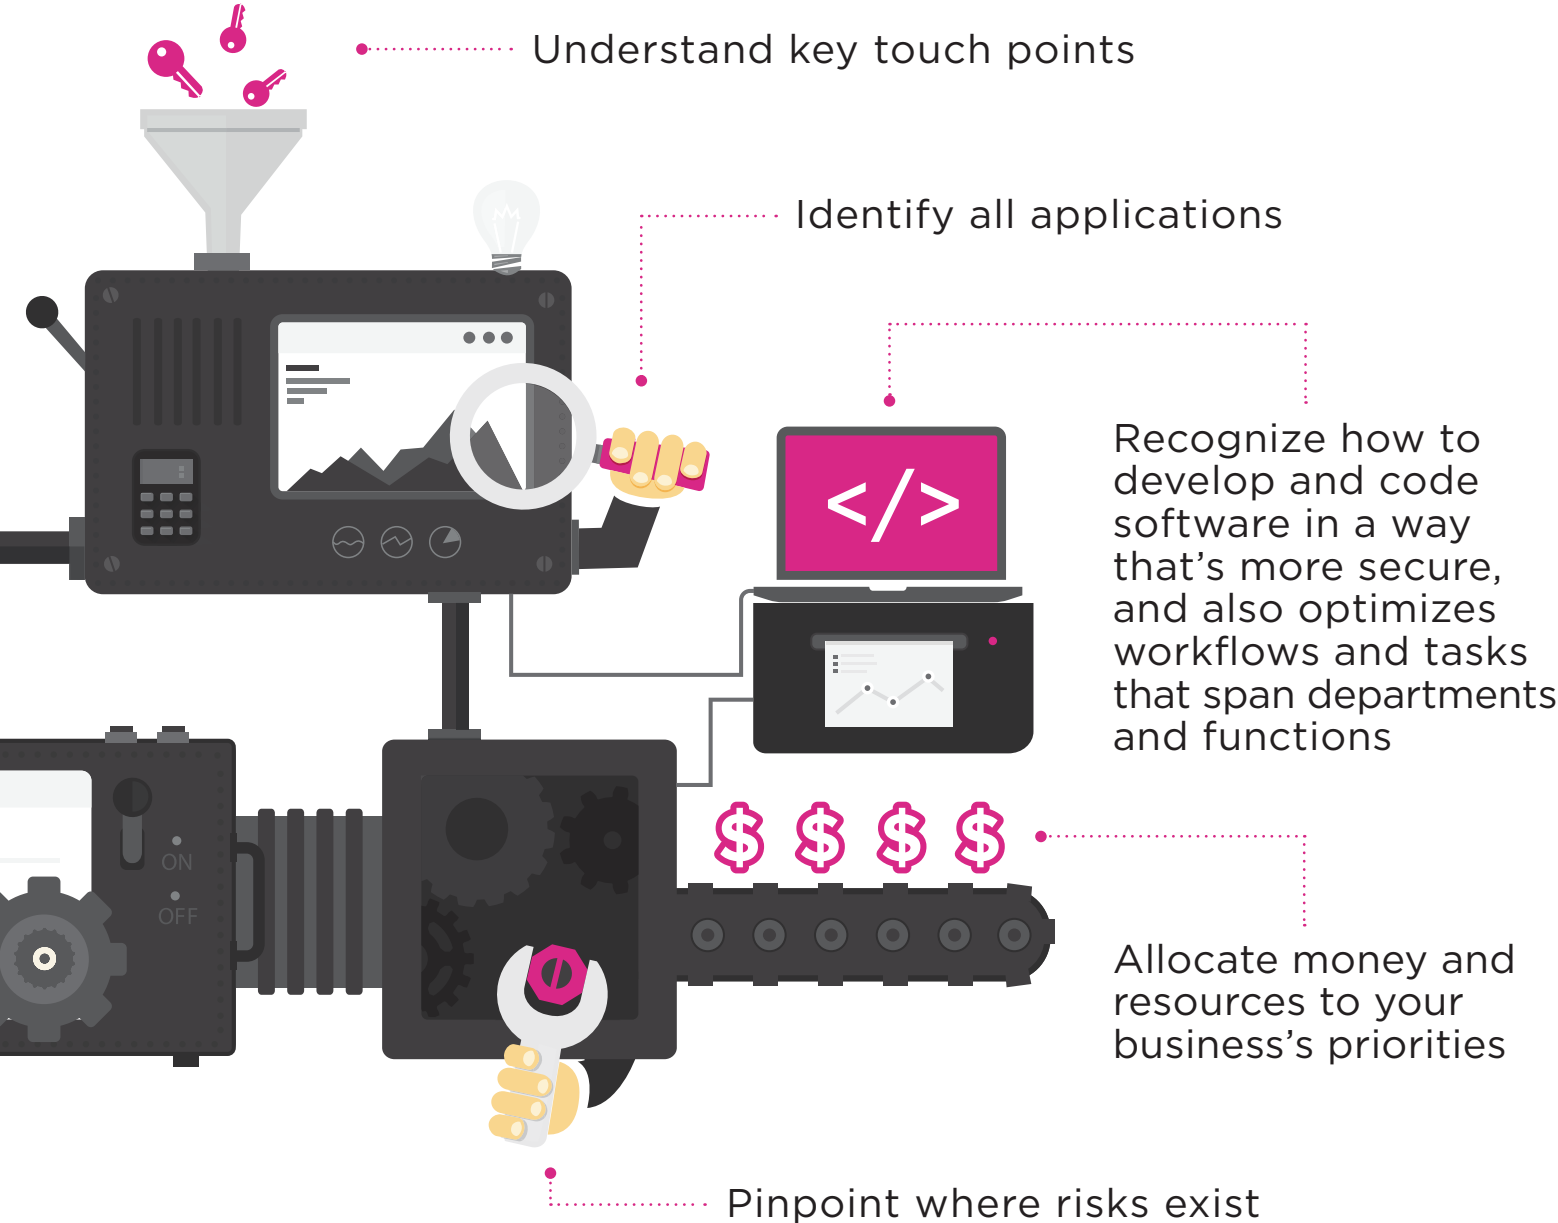 Understand key touch points
Identify all applications
</>
Recognize how to
develop and code
software in a way
that's more secure,
and also optimizes
workflows and tasks
that span departments
and functions
ON
OFF
$ $ $ $
Allocate money and
resources to your
business's priorities
Pinpoint where risks exist